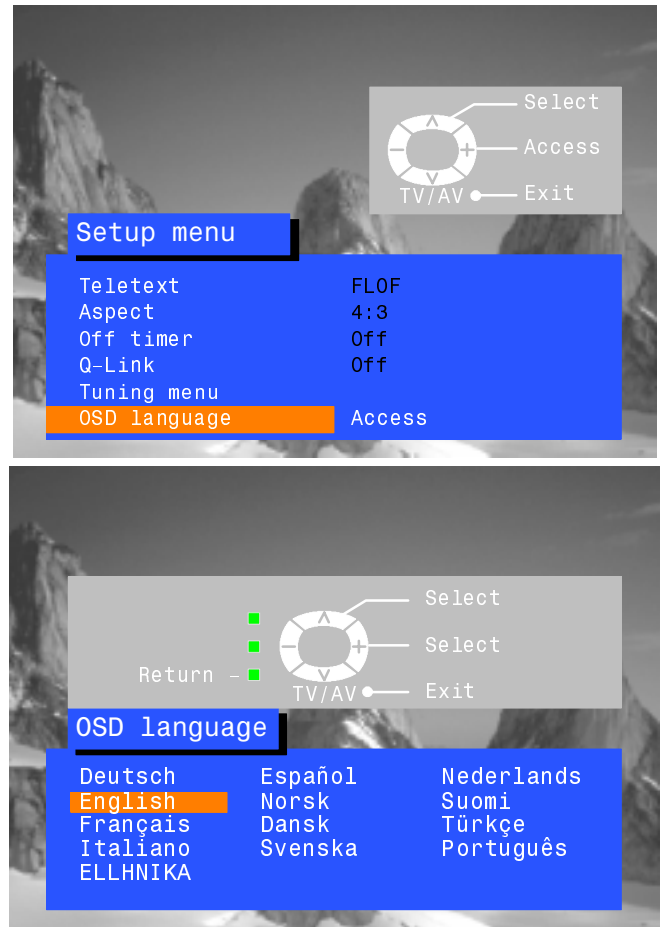 Select
Access
TV/AV Exit
Setup menu
Teletext FLOF
Aspect 4:3
Off timer Off
Q-Link Off
Tuning menu
OSD language Access
Select
Select
Return -
TV/AV Exit
OSD language
Deutsch Español Nederlands
English Norsk Suomi
Français Dansk Türkçe
Italiano Svenska Português
ELLHNIKA